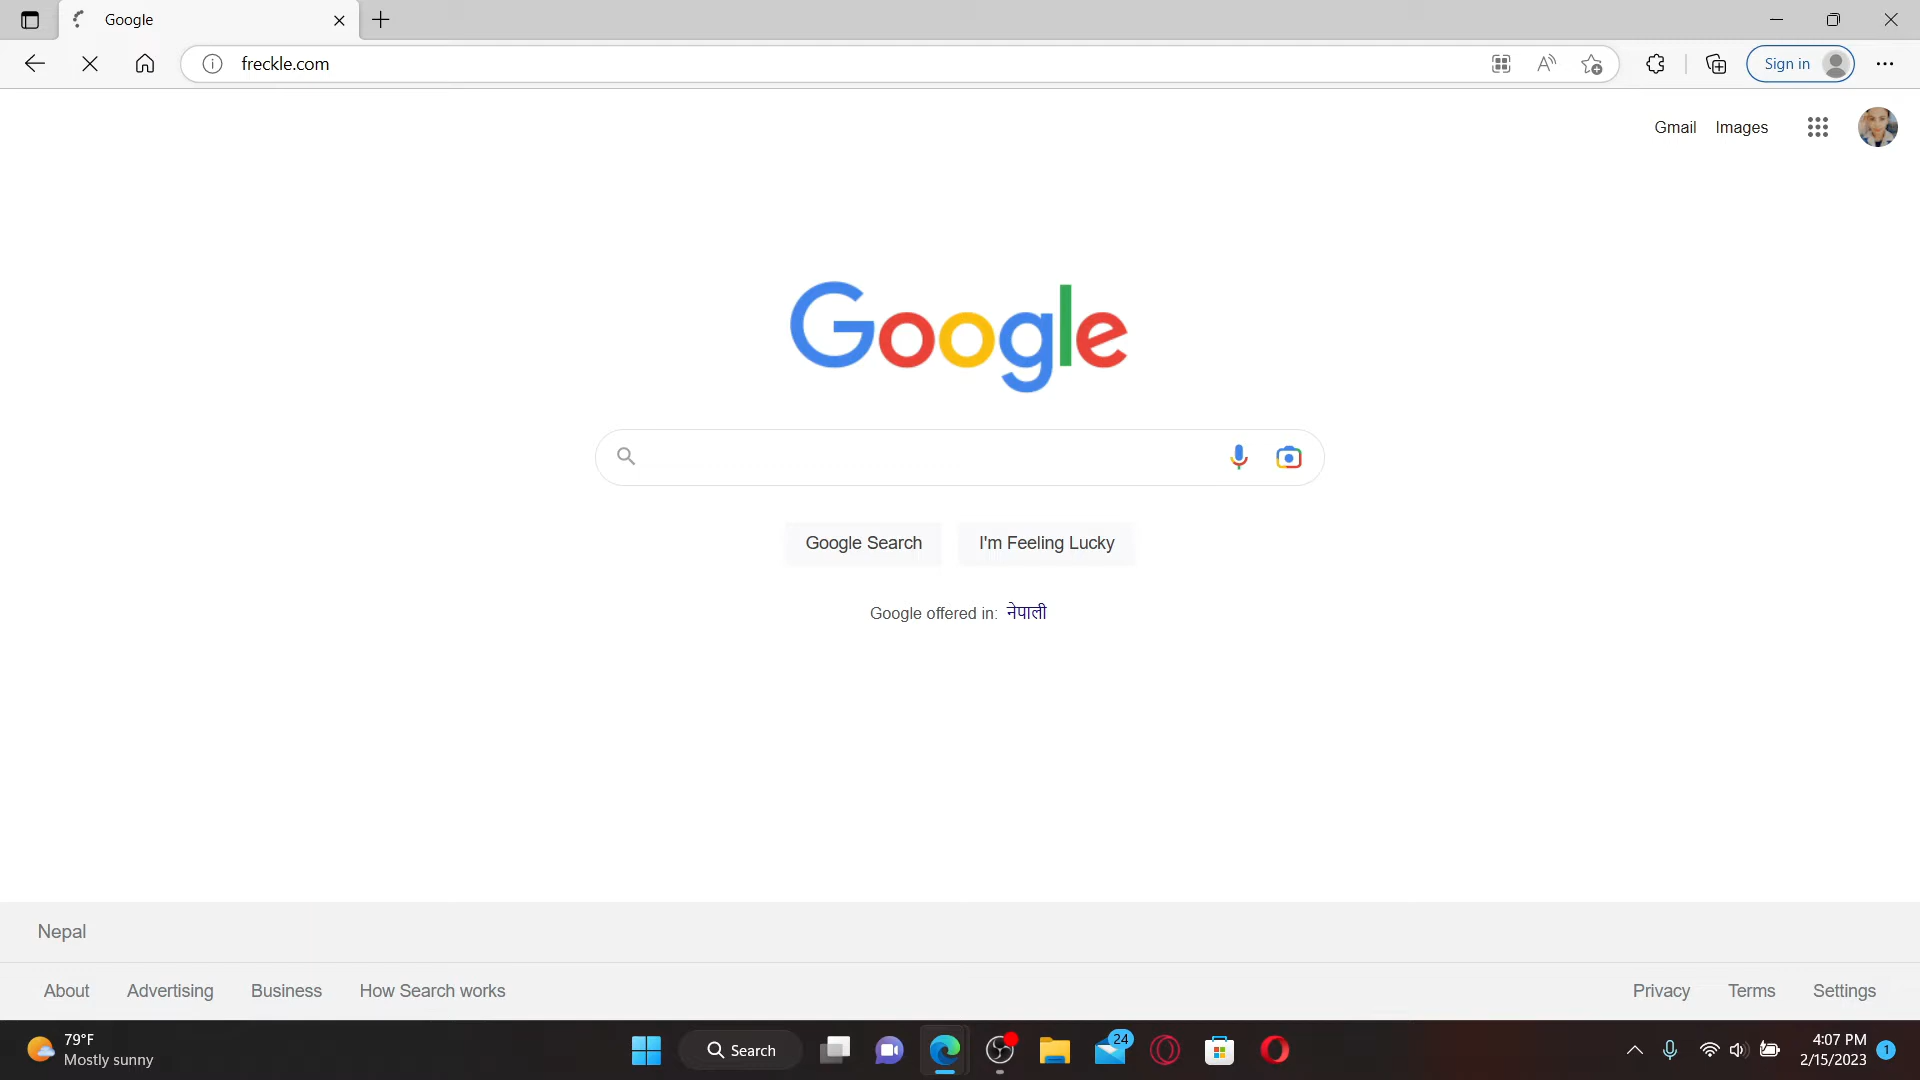 Google
freckle.com
Sign in
Gmail Images
Google
Google Search I'm Feeling Lucky
Google offered in: नेपाली
Nepal
About Advertising Business How Search works Privacy Terms Settings
79°F
Mostly sunny
Search
24
4:07 PM
2/15/2023
1